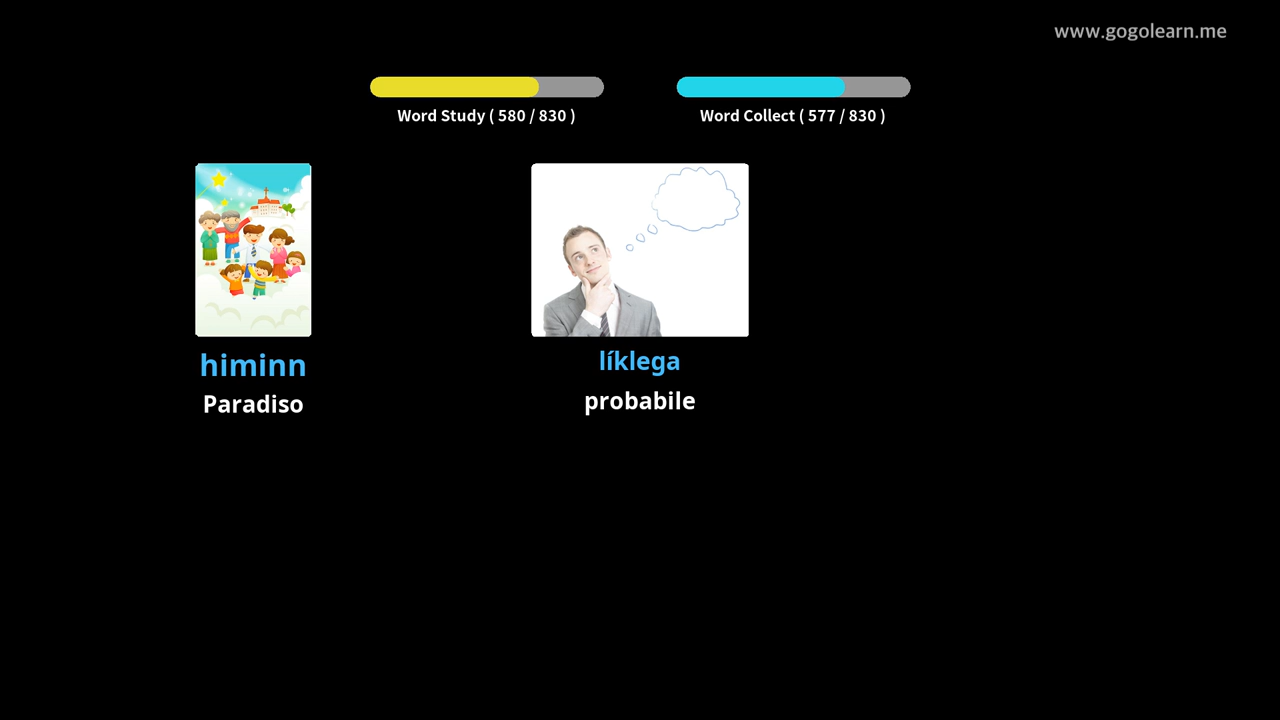 www.gogolearn.me
Word Study ( 580 / 830 )
Word Collect ( 577 / 830 )
himinn
Paradiso
líklega
probabile